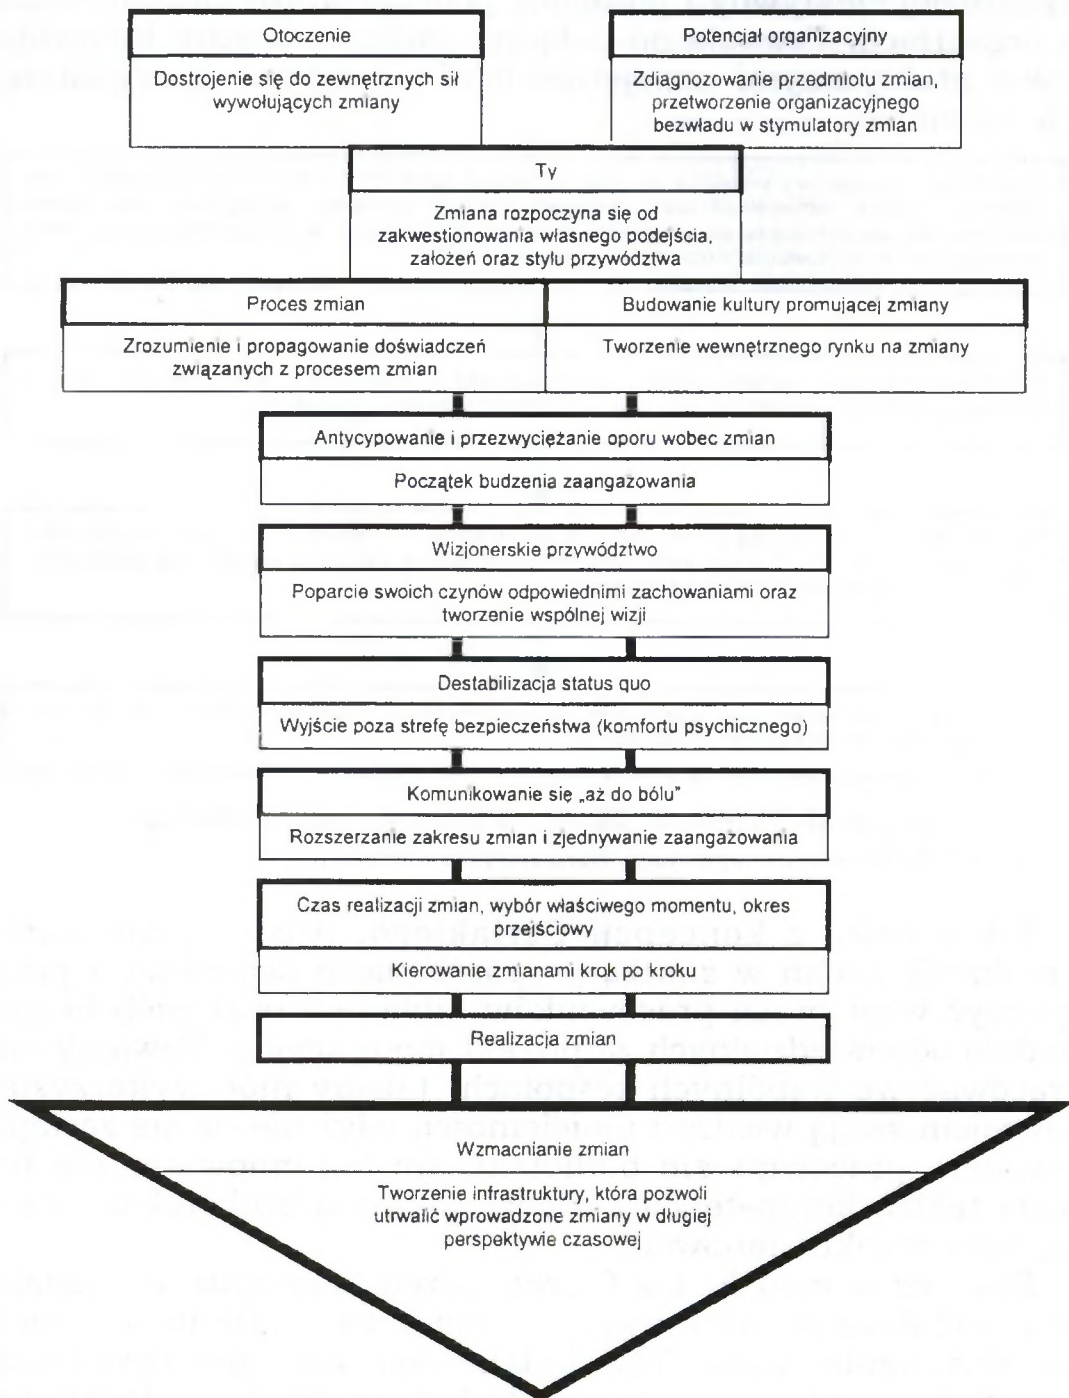 Otoczenie
Dostrojenie się do zewnętrznych sił
wywołujących zmiany
Potencjał organizacyjny
Zdiagnozowanie przedmiotu zmian,
przetworzenie organizacyjnego
bezwładu w stymulatory zmian
Ty
Zmiana rozpoczyna się od
zakwestionowania własnego podejścia,
założeń oraz stylu przywództwa
Proces zmian
Zrozumienie i propagowanie doświadczeń
związanych z procesem zmian
Budowanie kultury promującej zmiany
Tworzenie wewnętrznego rynku na zmiany
Antycypowanie i przezwyciężanie oporu wobec zmian
Początek budzenia zaangażowania
Wizjonerskie przywództwo
Poparcie swoich czynów odpowiednimi zachowaniami oraz
tworzenie wspólnej wizji
Destabilizacja status quo
Wyjście poza strefę bezpieczeństwa (komfortu psychicznego)
Komunikowanie się „aż do bólu"
Rozszerzanie zakresu zmian i zjednywanie zaangażowania
Czas realizacji zmian, wybór właściwego momentu, okres
przejściowy
Kierowanie zmianami krok po kroku
Realizacja zmian
Wzmacnianie zmian
Tworzenie infrastruktury, która pozwoli
utrwalić wprowadzone zmiany w długiej
perspektywie czasowej